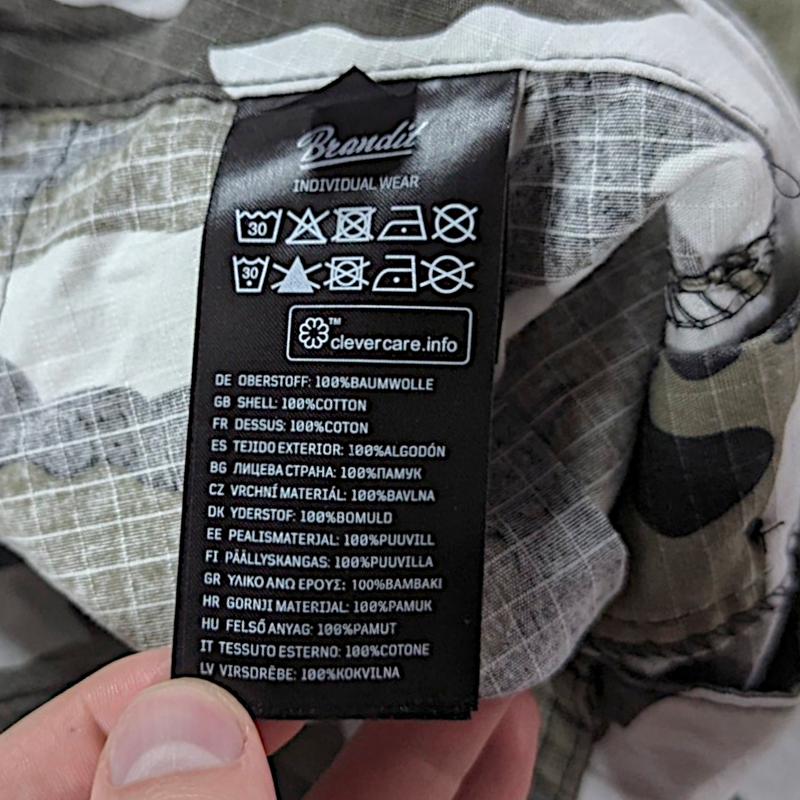 Brandit
INDIVIDUAL WEAR
30
30
™
clevercare.info
DE OBERSTOFF: 100%BAUMWOLLE
GB SHELL: 100%COTTON
FR DESSUS: 100%COTON
ES TEJIDO EXTERIOR: 100%ALGODÓN
BG ЛИЦЕВА СТРАНА: 100%ПАМУК
CZ VRCHNÍ MATERIÁL: 100%BAVLNA
DK YDERSTOF: 100%BOMULD
EE PEALISMATERJAL: 100%PUUVILL
FI PÄÄLLYSKANGAS: 100%PUUVILLA
GR ΥΛΙΚΟ ΑΝΩ ΕΡΟΥΣ: 100%ΒΑΜΒΑΚΙ
HR GORNJI MATERIJAL: 100%PAMUK
HU FELSŐ ANYAG: 100%PAMUT
IT TESSUTO ESTERNO: 100%COTONE
LV VIRSDRĒBE: 100%KOKVILNA